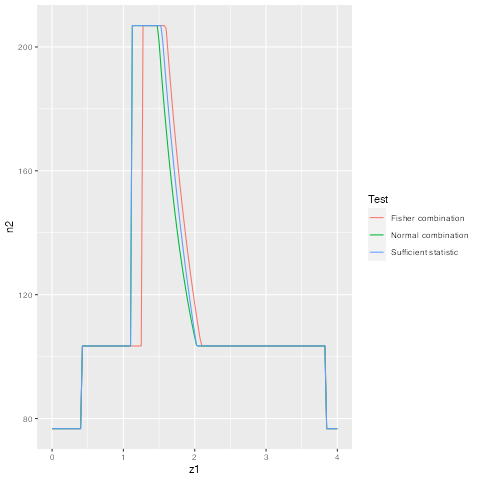 200
160
120
80
n2
0 1 2 3 4
z1
Test
Fisher combination
Normal combination
Sufficient statistic